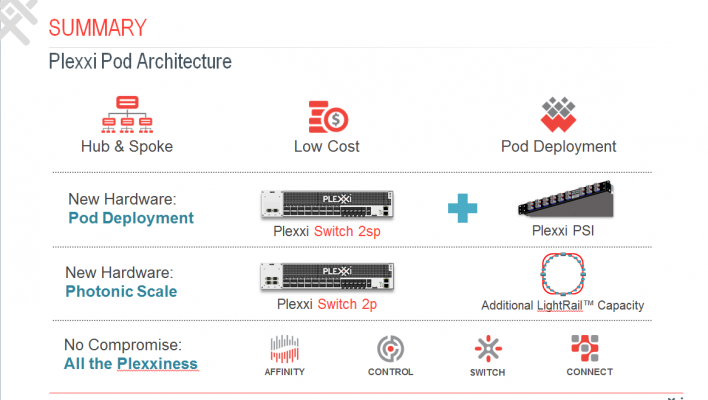 SUMMARY
Plexxi Pod Architecture
Hub & Spoke
Low Cost
Pod Deployment
New Hardware:
Pod Deployment
PLEXXI
Plexxi Switch 2sp
Plexxi PSI
New Hardware:
Photonic Scale
PLEXXI
Plexxi Switch 2p
Additional LightRail™ Capacity
No Compromise:
All the Plexxiness
AFFINITY
CONTROL
SWITCH
CONNECT